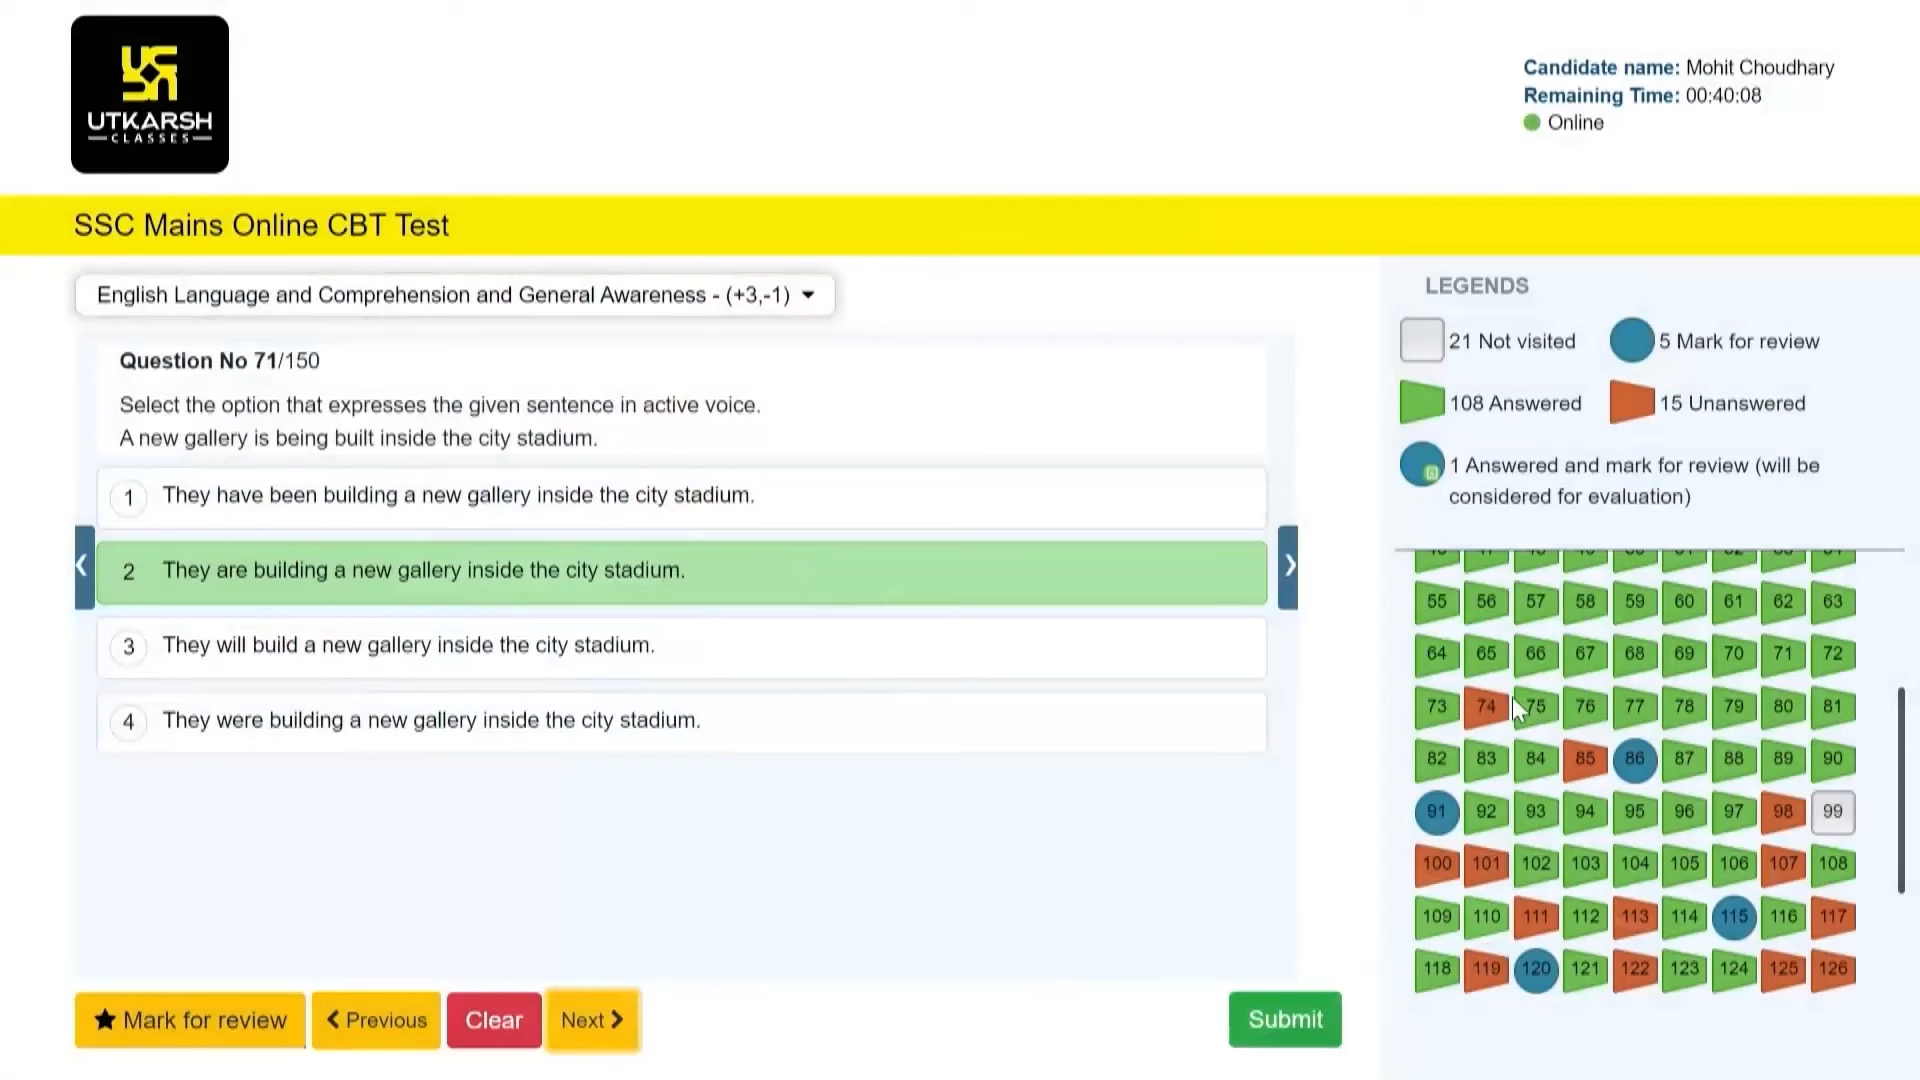 UTKARSH
CLASSES
Candidate name: Mohit Choudhary
Remaining Time: 00:40:08
Online
SSC Mains Online CBT Test
English Language and Comprehension and General Awareness - (+3,-1)
Question No 71/150
Select the option that expresses the given sentence in active voice.
A new gallery is being built inside the city stadium.
1 They have been building a new gallery inside the city stadium.
2 They are building a new gallery inside the city stadium.
3 They will build a new gallery inside the city stadium.
4 They were building a new gallery inside the city stadium.
Mark for review
Previous
Clear
Next
Submit
LEGENDS
21 Not visited
5 Mark for review
108 Answered
15 Unanswered
1 Answered and mark for review (will be
considered for evaluation)
55 56 57 58 59 60 61 62 63
64 65 66 67 68 69 70 71 72
73 74 75 76 77 78 79 80 81
82 83 84 85 86 87 88 89 90
91 92 93 94 95 96 97 98 99
100 101 102 103 104 105 106 107 108
109 110 111 112 113 114 115 116 117
118 119 120 121 122 123 124 125 126